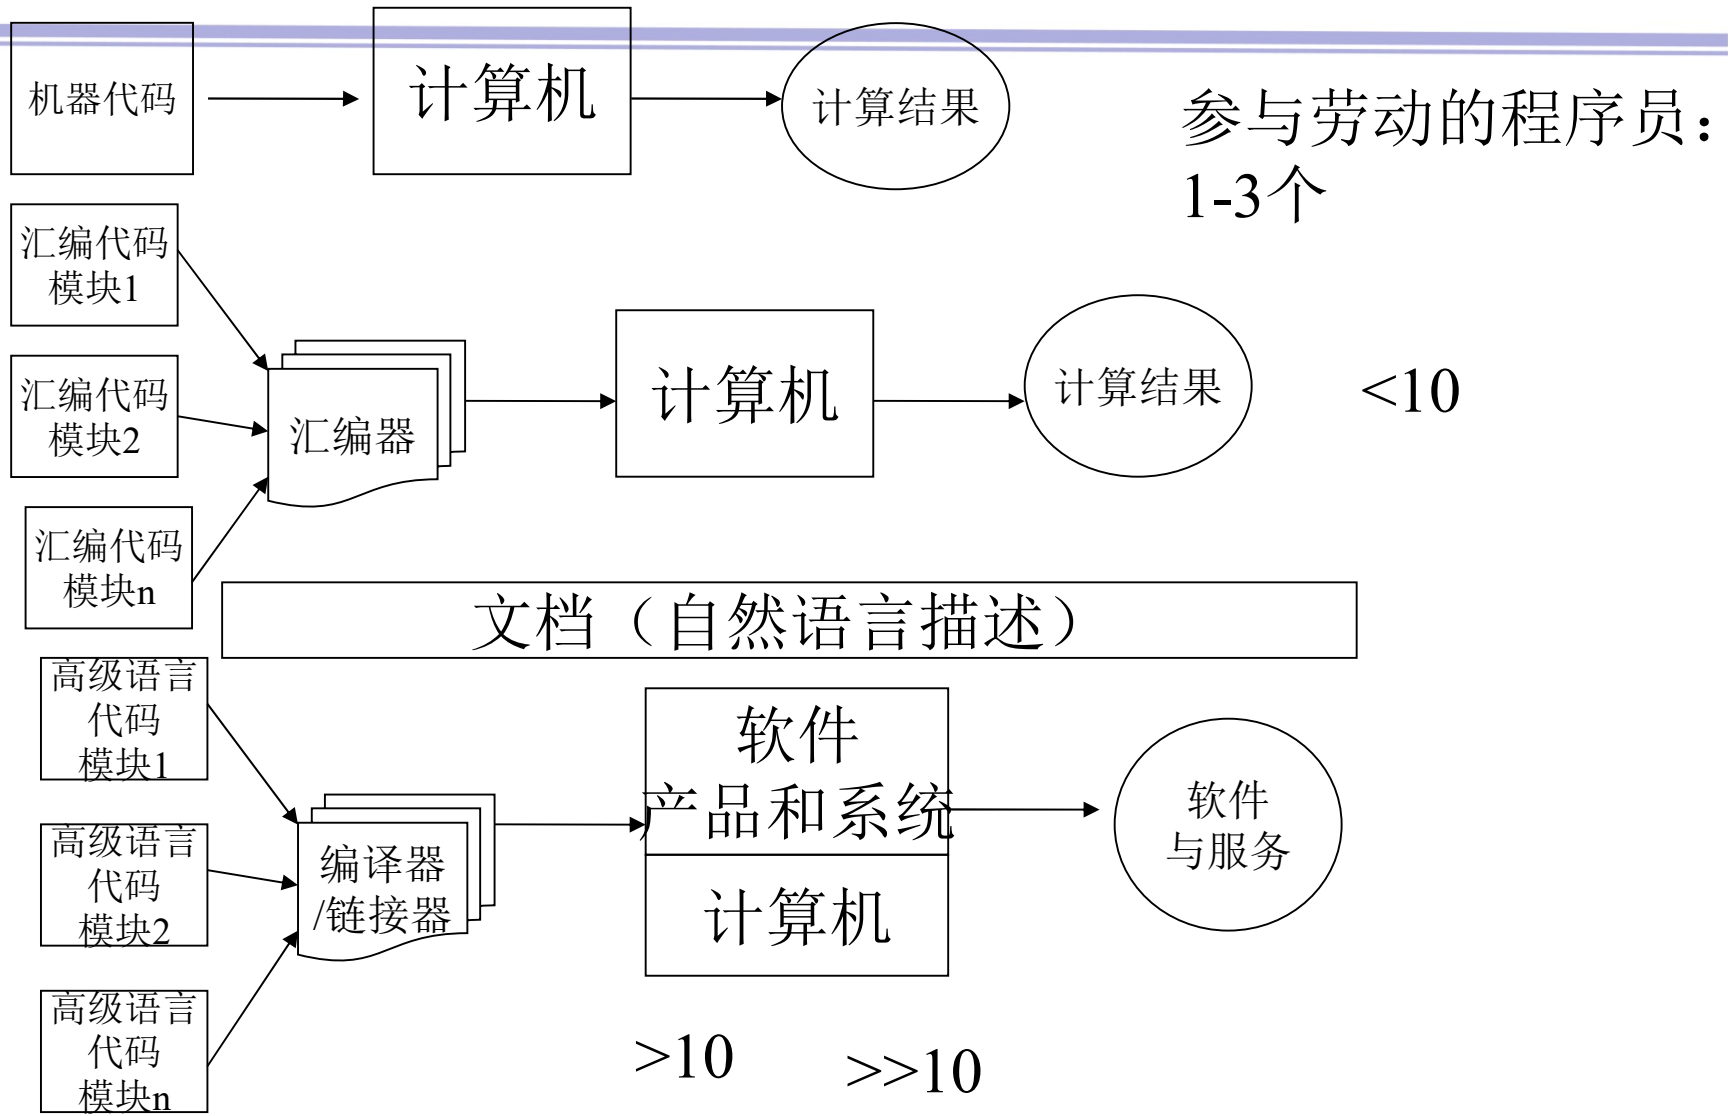 机器代码
计算机
计算结果
参与劳动的程序员：
1-3个
汇编代码
模块1
汇编代码
模块2
汇编代码
模块n
汇编器
计算机
计算结果
<10
文档（自然语言描述）
高级语言
代码
模块1
高级语言
代码
模块2
高级语言
代码
模块n
编译器
/链接器
软件
产品和系统
计算机
软件
与服务
>10
>>10